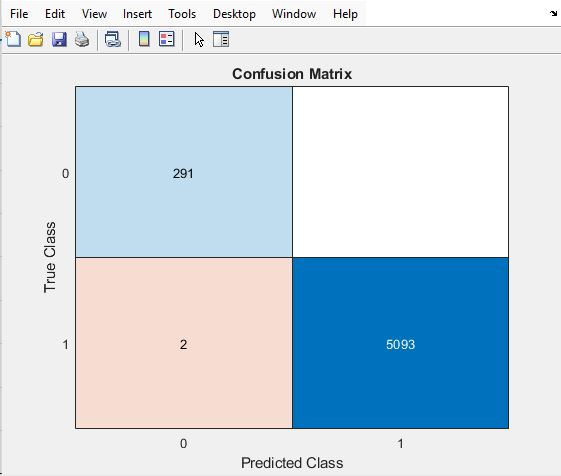 File Edit View Insert Tools Desktop Window Help
Confusion Matrix
True Class
0
291
1
2
5093
0
1
Predicted Class